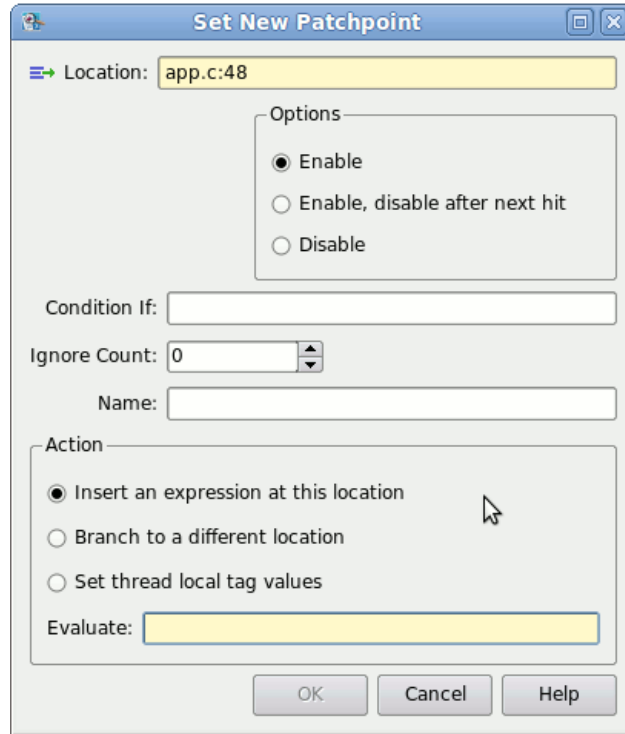 Set New Patchpoint
Location: app.c:48
Options
Enable
Enable, disable after next hit
Disable
Condition If:
Ignore Count: 0
Name:
Action
Insert an expression at this location
Branch to a different location
Set thread local tag values
Evaluate:
OK Cancel Help